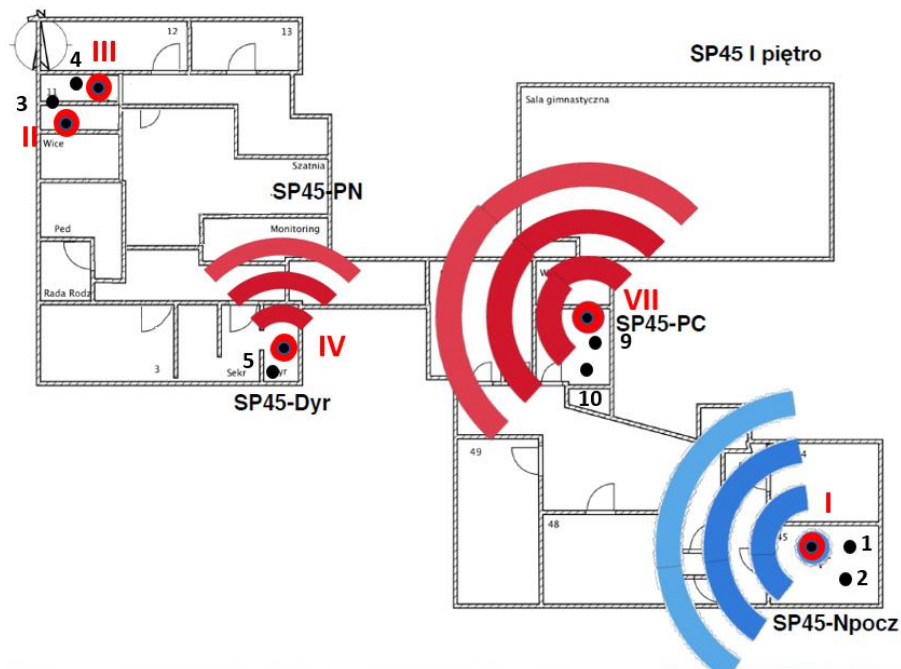 N
12
13
SP45 I piętro
III
4
11
3
II
Sala gimnastyczna
Wice
Szatnia
SP45-PN
Ped
Monitoring
Rada Rodz
VII
SP45-PC
IV
9
5
3
Sekr
SP45-Dyr
10
49
I
48
45
1
2
SP45-Npocz